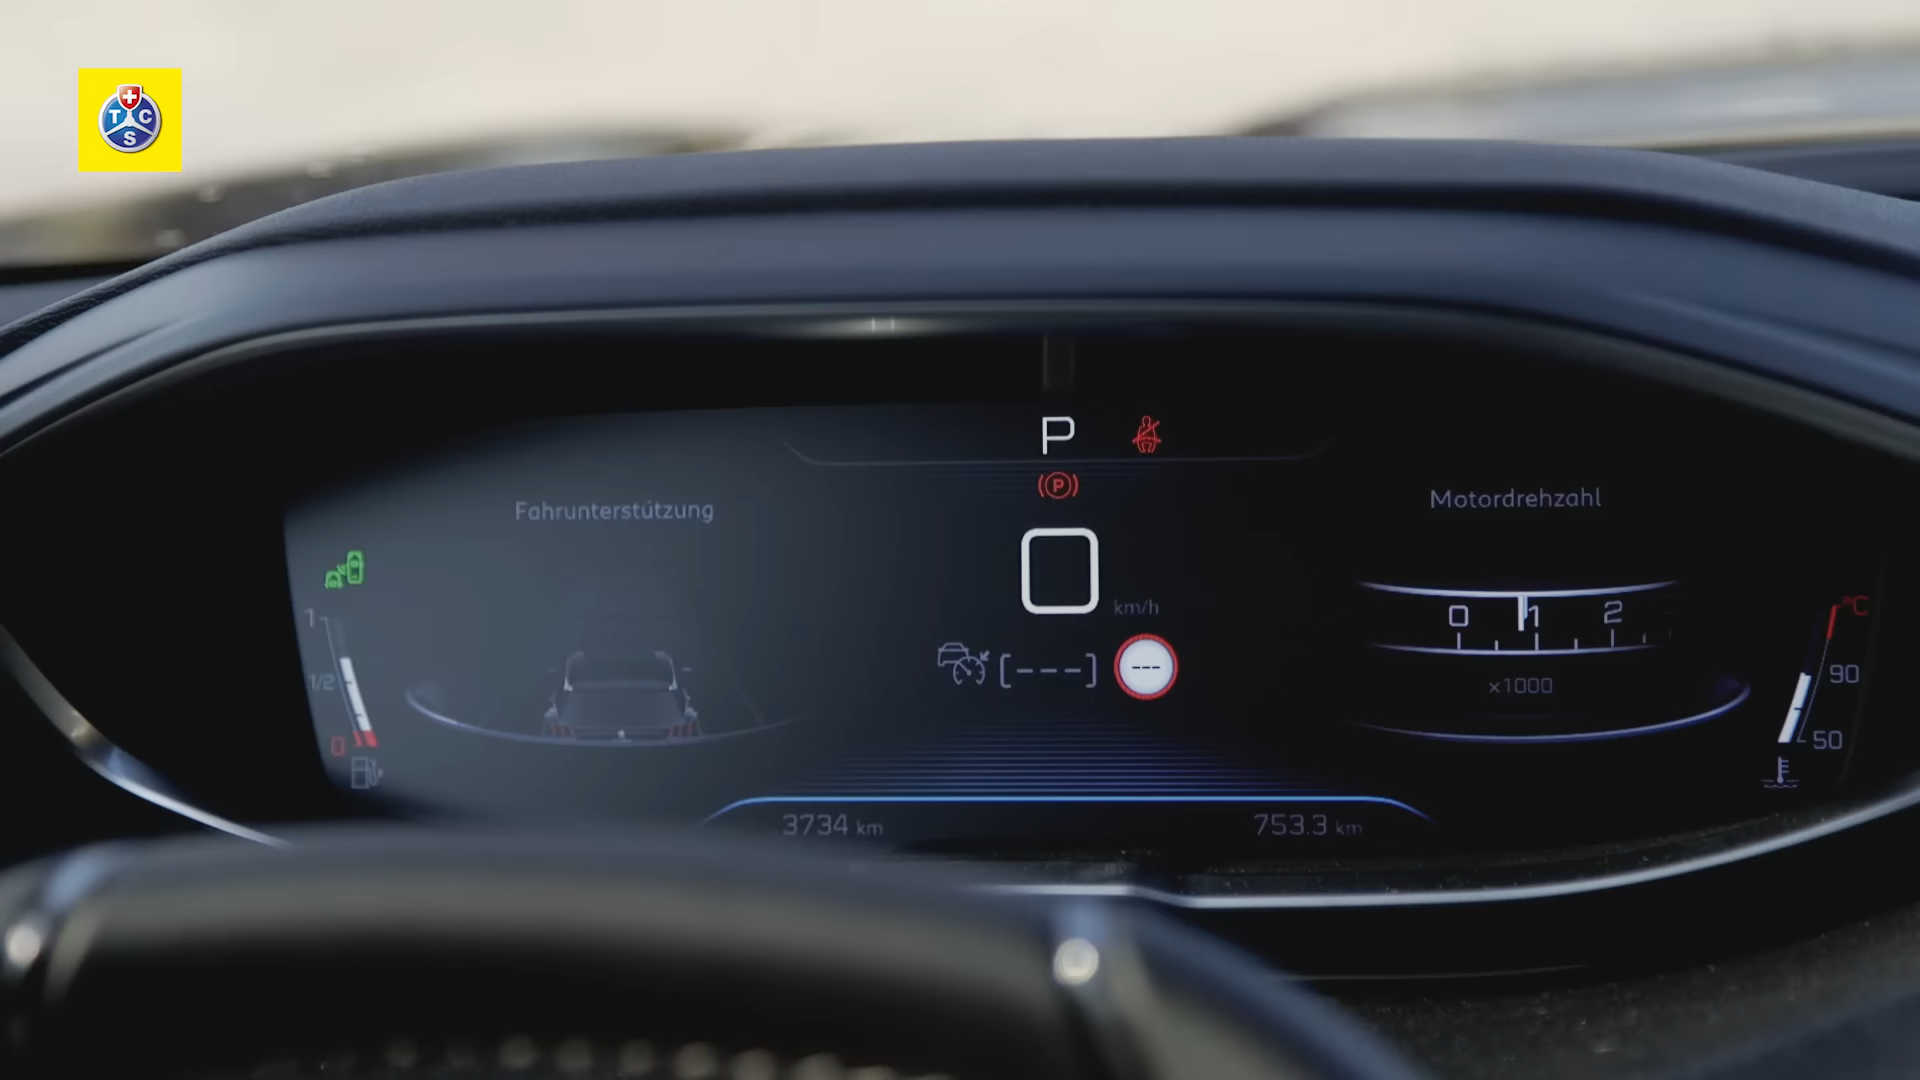 TCS
P
Fahrunterstützung
Motordrehzahl
P
0
km/h
[---]
---
1
1/2
0
0 1 2
x1000
°C
90
50
3734 km
753.3 km